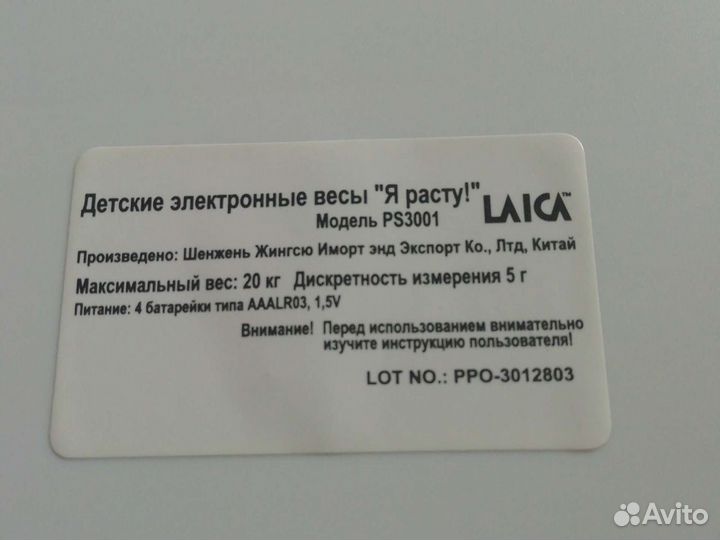 Детские электронные весы "Я расту!"
Модель PS3001
LAICA™
Произведено: Шенжень Жингсю Иморт энд Экспорт Ко., Лтд, Китай
Максимальный вес: 20 кг Дискретность измерения 5 г
Питание: 4 батарейки типа AAALR03, 1,5V
Внимание! Перед использованием внимательно
изучите инструкцию пользователя!
LOT NO.: PPO-3012803
Avito